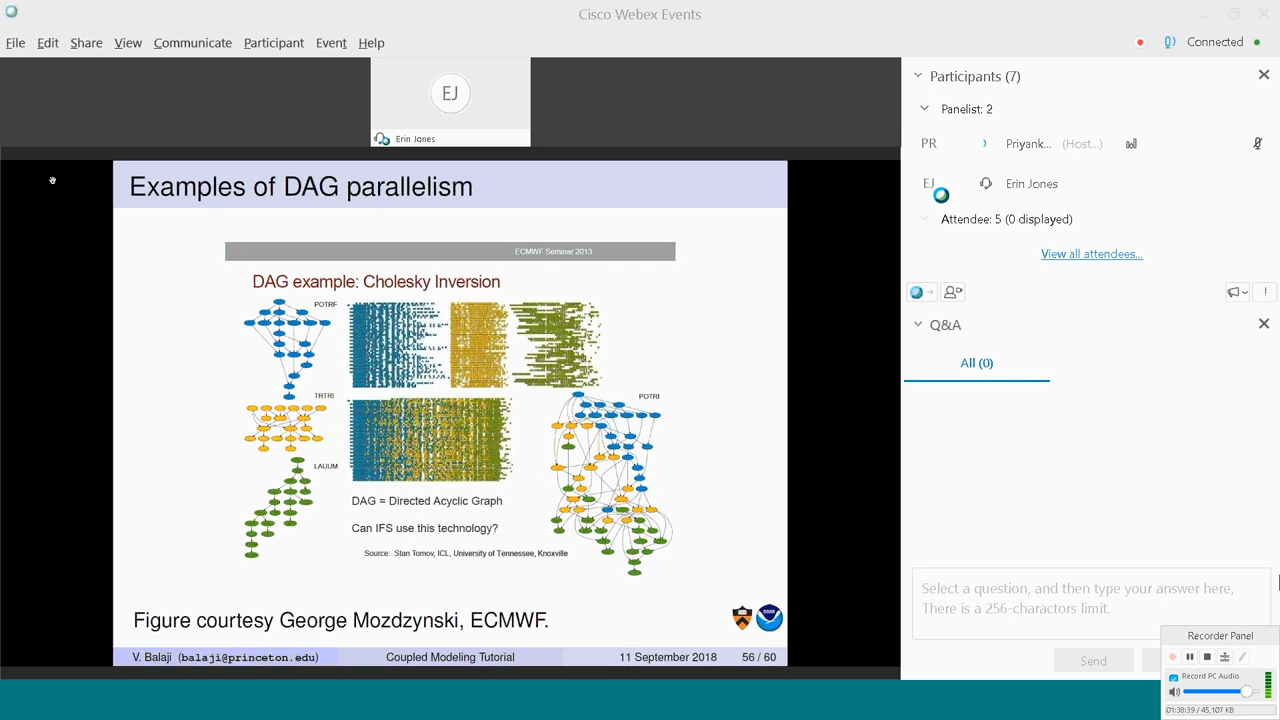 Cisco Webex Events
File Edit Share View Communicate Participant Event Help
Connected
EJ
Erin Jones
Participants (7)
Panelist: 2
PR Priyank... (Host...)
EJ Erin Jones
Attendee: 5 (0 displayed)
View all attendees...
Q&A
All (0)
Select a question, and then type your answer here,
There is a 256-charactors limit.
Send
Recorder Panel
Record PC Audio
01:38:39 / 45,107 KB
Examples of DAG parallelism
ECMWF Seminar 2013
DAG example: Cholesky Inversion
POTRF
TRTRI
POTRI
LAUUM
DAG = Directed Acyclic Graph
Can IFS use this technology?
Source: Stan Tomov, ICL, University of Tennessee, Knoxville
Figure courtesy George Mozdzynski, ECMWF.
V. Balaji (balaji@princeton.edu) Coupled Modeling Tutorial 11 September 2018 56 / 60